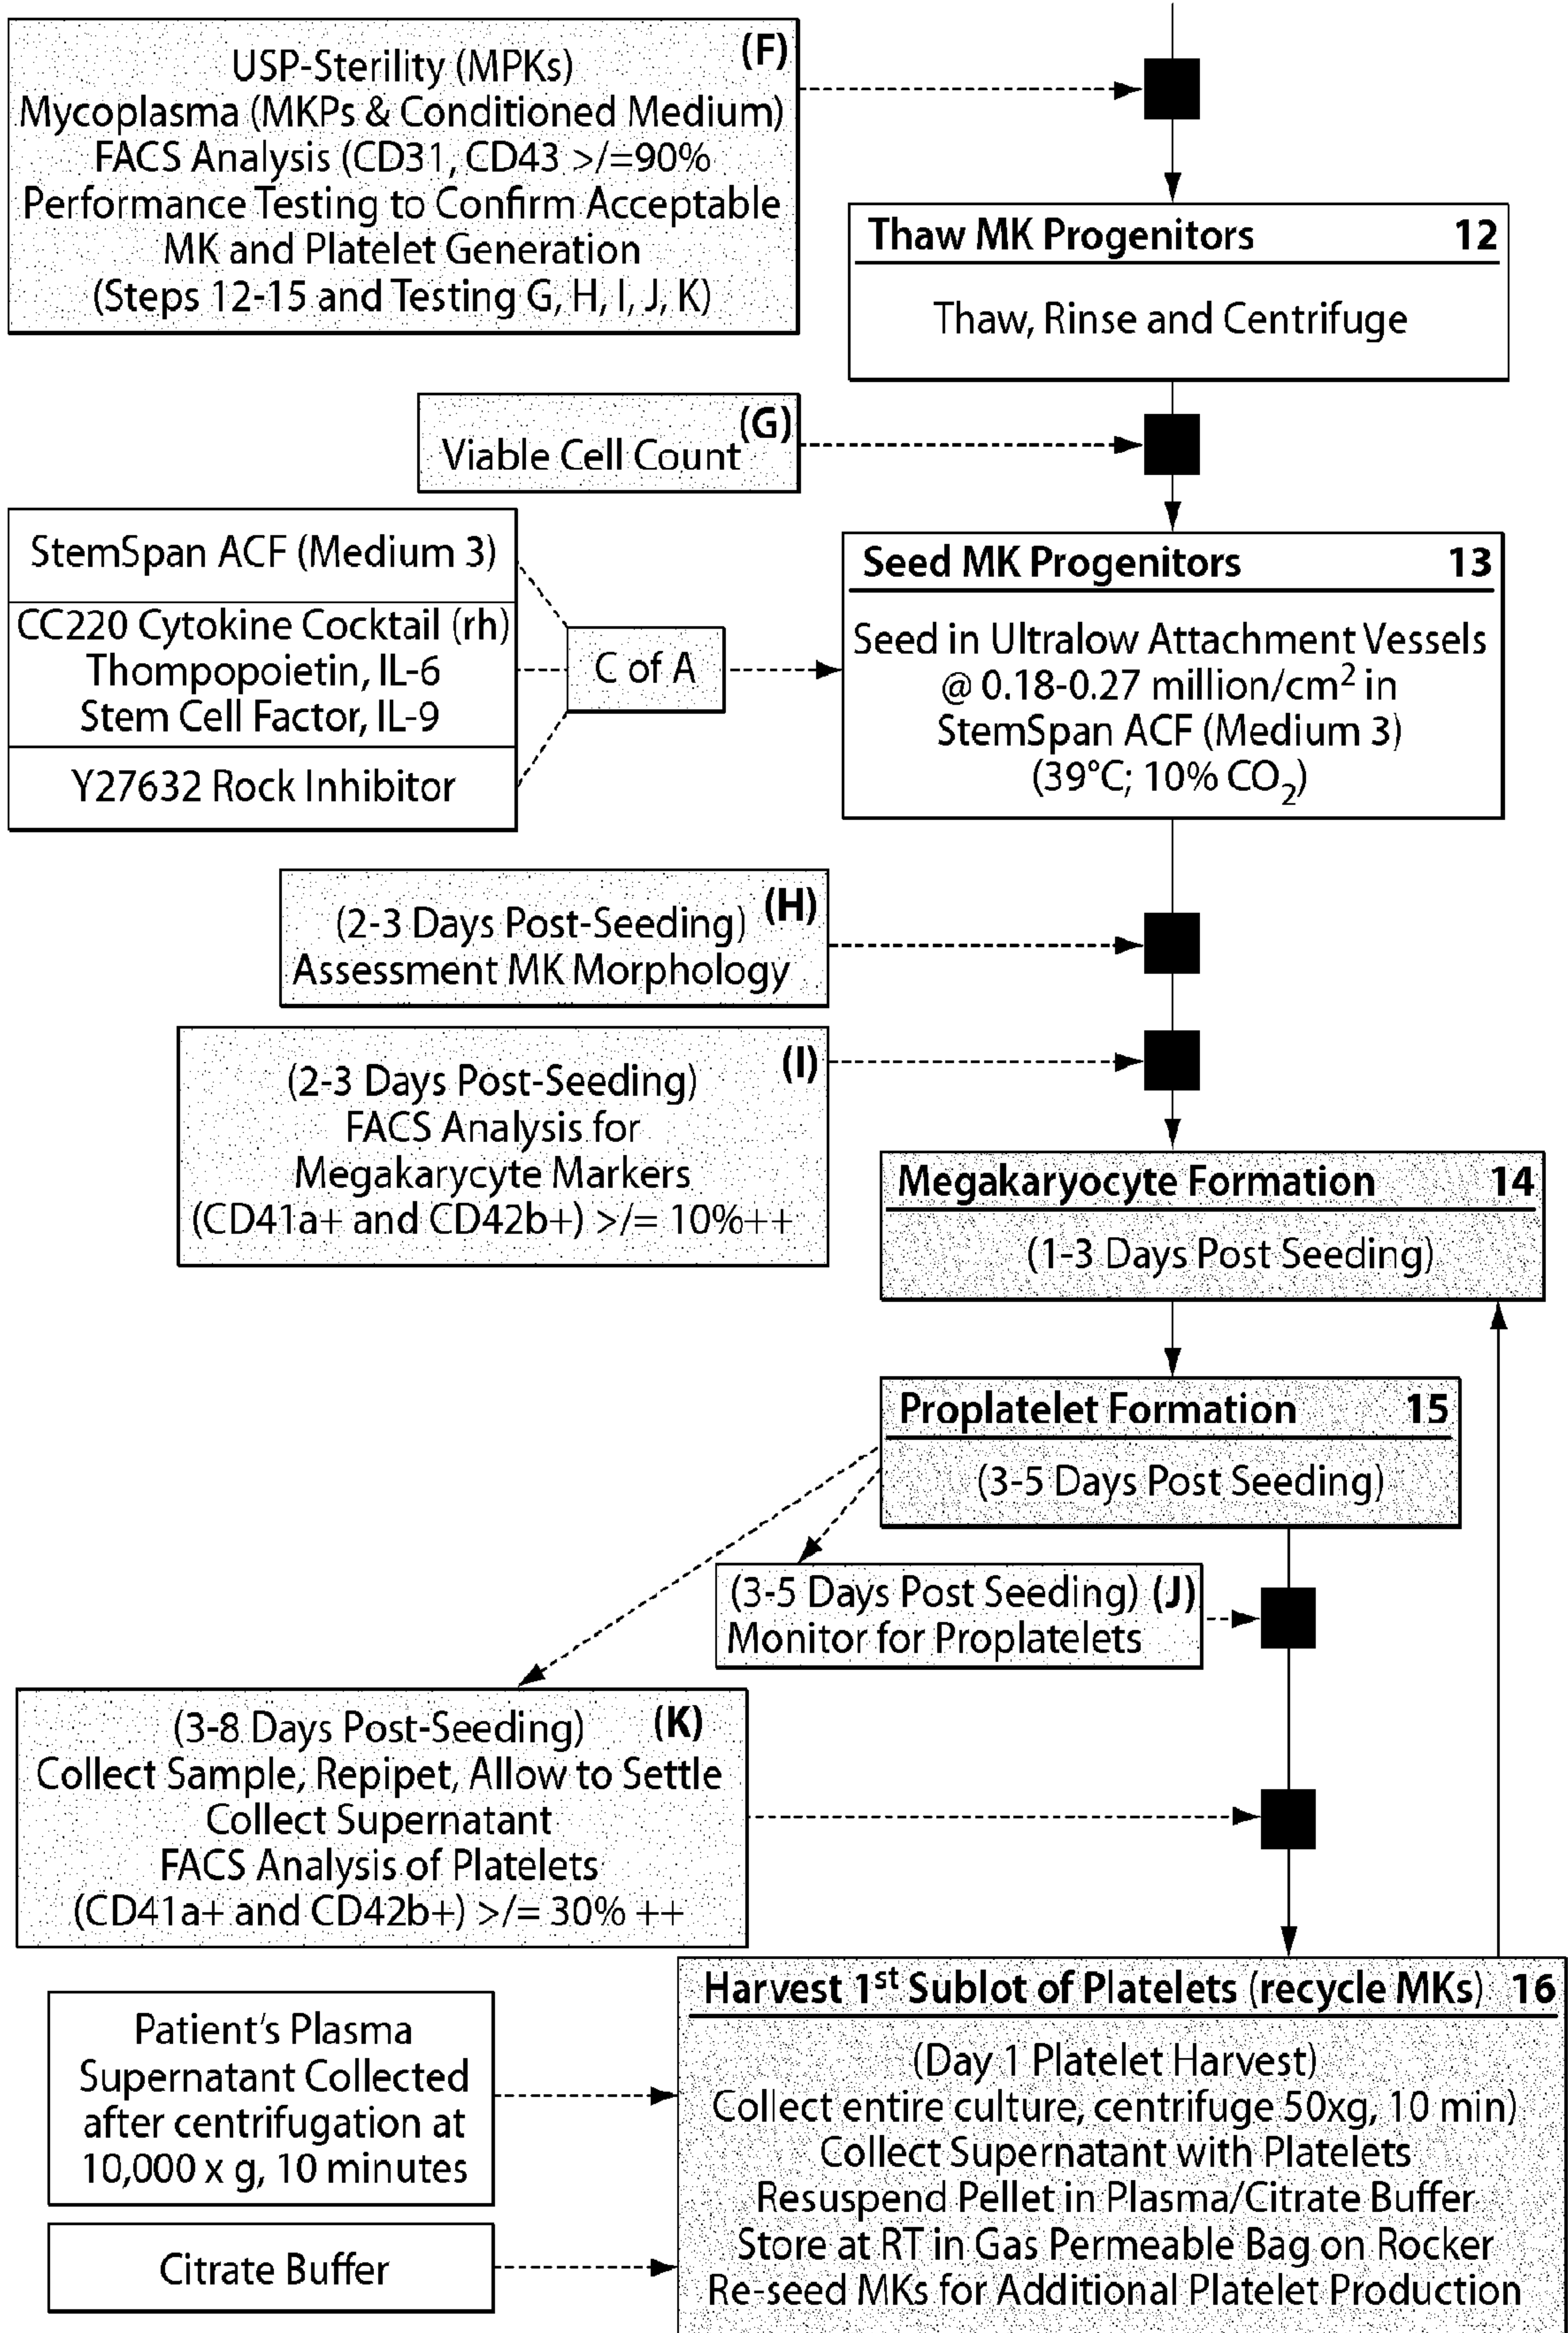 (F)
USP-Sterility (MPKs)
Mycoplasma (MKPs & Conditioned Medium)
FACS Analysis (CD31, CD43 >/=90%
Performance Testing to Confirm Acceptable
MK and Platelet Generation
(Steps 12-15 and Testing G, H, I, J, K)
Thaw MK Progenitors 12
Thaw, Rinse and Centrifuge
(G)
Viable Cell Count
StemSpan ACF (Medium 3)
CC220 Cytokine Cocktail (rh)
Thompopoietin, IL-6
Stem Cell Factor, IL-9
Y27632 Rock Inhibitor
C of A
Seed MK Progenitors 13
Seed in Ultralow Attachment Vessels
@ 0.18-0.27 million/cm² in
StemSpan ACF (Medium 3)
(39°C; 10% CO₂)
(2-3 Days Post-Seeding) (H)
Assessment MK Morphology
(I)
(2-3 Days Post-Seeding)
FACS Analysis for
Megakarycyte Markers
(CD41a+ and CD42b+) >/= 10%++
Megakaryocyte Formation 14
(1-3 Days Post Seeding)
Proplatelet Formation 15
(3-5 Days Post Seeding)
(3-5 Days Post Seeding) (J)
Monitor for Proplatelets
(3-8 Days Post-Seeding) (K)
Collect Sample, Repipet, Allow to Settle
Collect Supernatant
FACS Analysis of Platelets
(CD41a+ and CD42b+) >/= 30% ++
Patient's Plasma
Supernatant Collected
after centrifugation at
10,000 x g, 10 minutes
Citrate Buffer
Harvest 1st Sublot of Platelets (recycle MKs) 16
(Day 1 Platelet Harvest)
Collect entire culture, centrifuge 50xg, 10 min)
Collect Supernatant with Platelets
Resuspend Pellet in Plasma/Citrate Buffer
Store at RT in Gas Permeable Bag on Rocker
Re-seed MKs for Additional Platelet Production